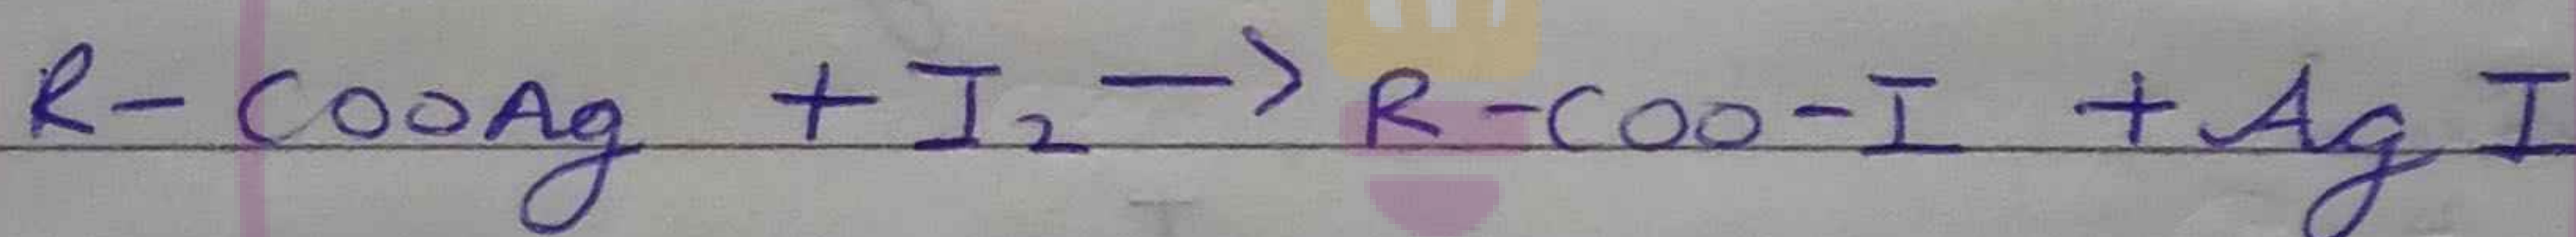 R - COOAg + I₂ → R - COO - I + Ag I